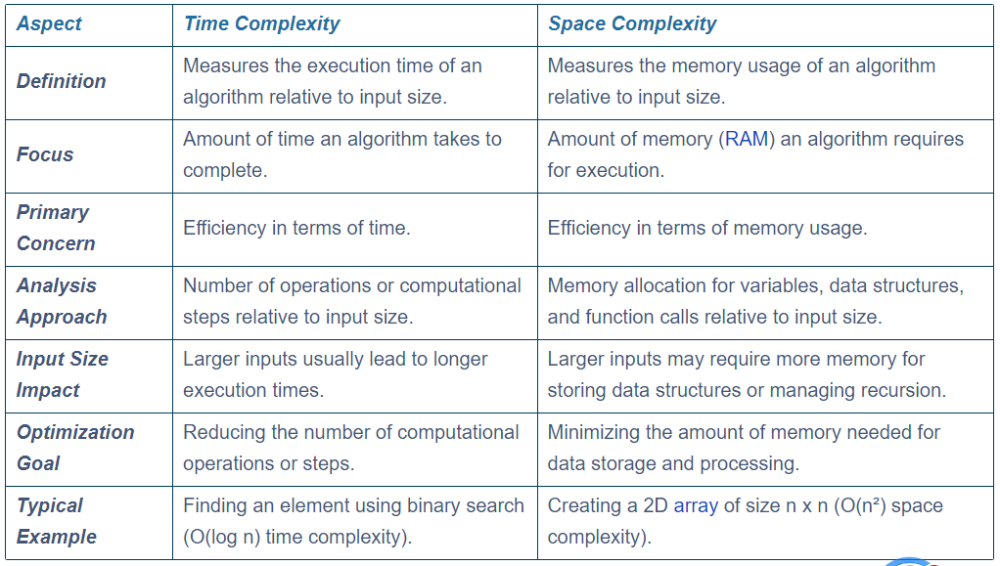 Aspect Time Complexity Space Complexity
Definition
Measures the execution time of an
algorithm relative to input size.
Measures the memory usage of an algorithm
relative to input size.
Focus
Amount of time an algorithm takes to
complete.
Amount of memory (RAM) an algorithm requires
for execution.
Primary
Concern
Efficiency in terms of time.
Efficiency in terms of memory usage.
Analysis
Approach
Number of operations or computational
steps relative to input size.
Memory allocation for variables, data structures,
and function calls relative to input size.
Input Size
Impact
Larger inputs usually lead to longer
execution times.
Larger inputs may require more memory for
storing data structures or managing recursion.
Optimization
Goal
Reducing the number of computational
operations or steps.
Minimizing the amount of memory needed for
data storage and processing.
Typical
Example
Finding an element using binary search
(O(log n) time complexity).
Creating a 2D array of size n x n (O(n²) space
complexity).